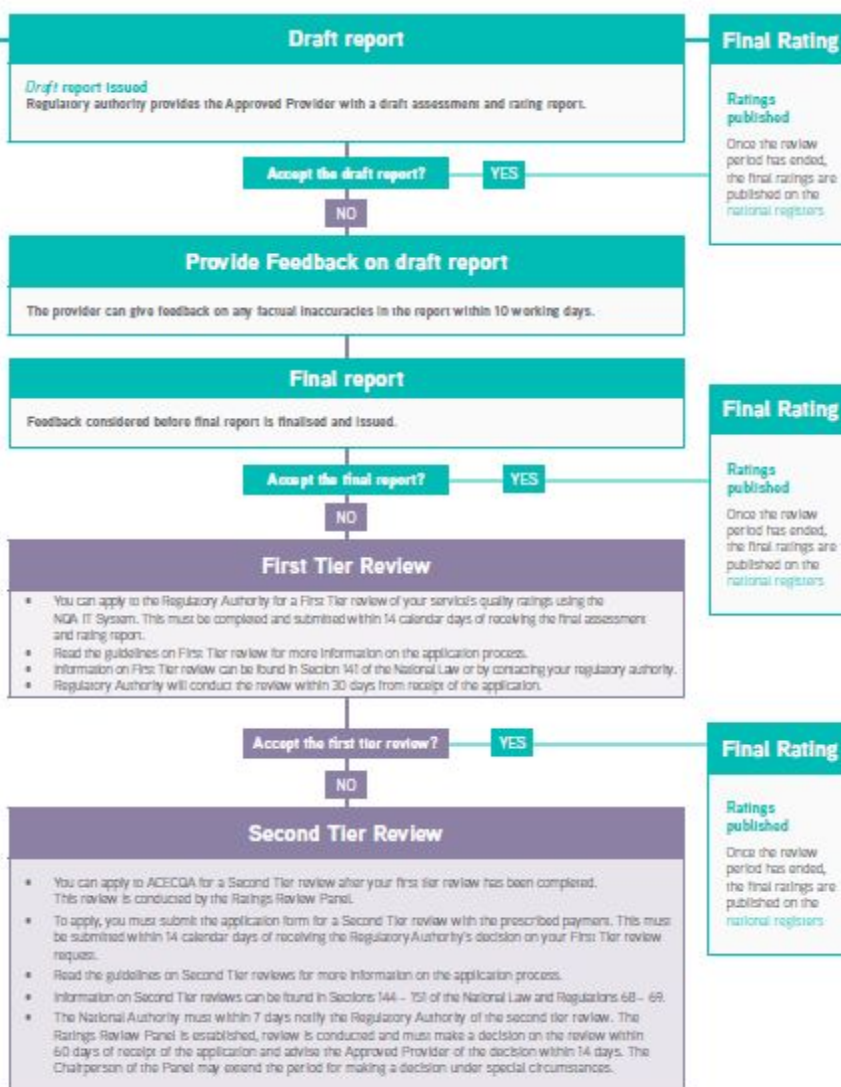 Draft report
Draft report issued
Regulatory authority provides the Approved Provider with a draft assessment and rating report.
Final Rating
Ratings
published
Once the review
period has ended,
the final ratings are
published on the
national registers
Accept the draft report?
YES
NO
Provide Feedback on draft report
The provider can give feedback on any factual inaccuracies in the report within 10 working days.
Final report
Feedback considered before final report is finalised and issued.
Accept the final report?
YES
NO
Final Rating
Ratings
published
Once the review
period has ended,
the final ratings are
published on the
national registers
First Tier Review
• You can apply to the Regulatory Authority for a First Tier review of your service's quality ratings using the
NQA IT System. This must be completed and submitted within 14 calendar days of receiving the final assessment
and rating report.
• Read the guidelines on First Tier review for more information on the application process.
• Information on First Tier review can be found in Section 141 of the National Law or by contacting your regulatory authority.
• Regulatory Authority will conduct the review within 30 days from receipt of the application.
Accept the first tier review?
YES
NO
Final Rating
Ratings
published
Once the review
period has ended,
the final ratings are
published on the
national registers
Second Tier Review
• You can apply to ACECQA for a Second Tier review after your first tier review has been completed.
This review is conducted by the Ratings Review Panel.
• To apply, you must submit the application form for a Second Tier review with the prescribed payment. This must
be submitted within 14 calendar days of receiving the Regulatory Authority's decision on your First Tier review
request.
• Read the guidelines on Second Tier reviews for more information on the application process.
• Information on Second Tier reviews can be found in Sections 144 – 151 of the National Law and Regulations 68 – 69.
• The National Authority must within 7 days notify the Regulatory Authority of the second tier review. The
Ratings Review Panel is established, review is conducted and must make a decision on the review within
60 days of receipt of the application and advise the Approved Provider of the decision within 14 days. The
Chairperson of the Panel may extend the period for making a decision under special circumstances.